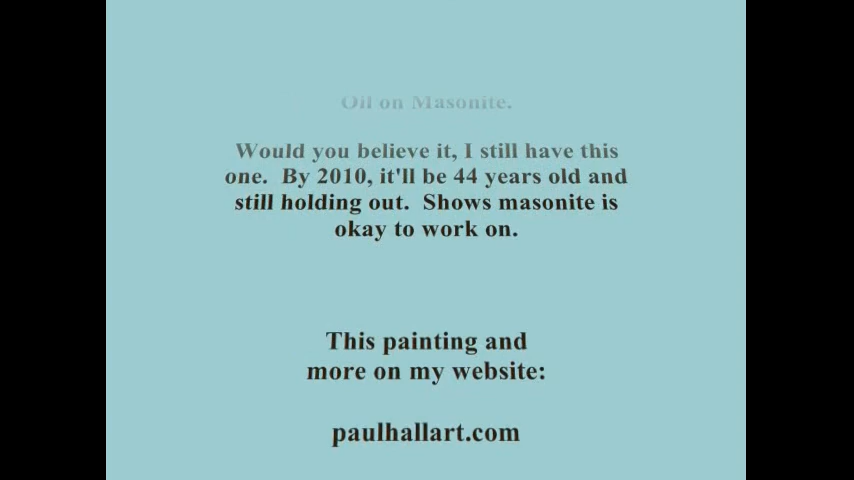 Oil on Masonite.
Would you believe it, I still have this
one.  By 2010, it'll be 44 years old and
still holding out.  Shows masonite is
okay to work on.
This painting and
more on my website:
paulhallart.com